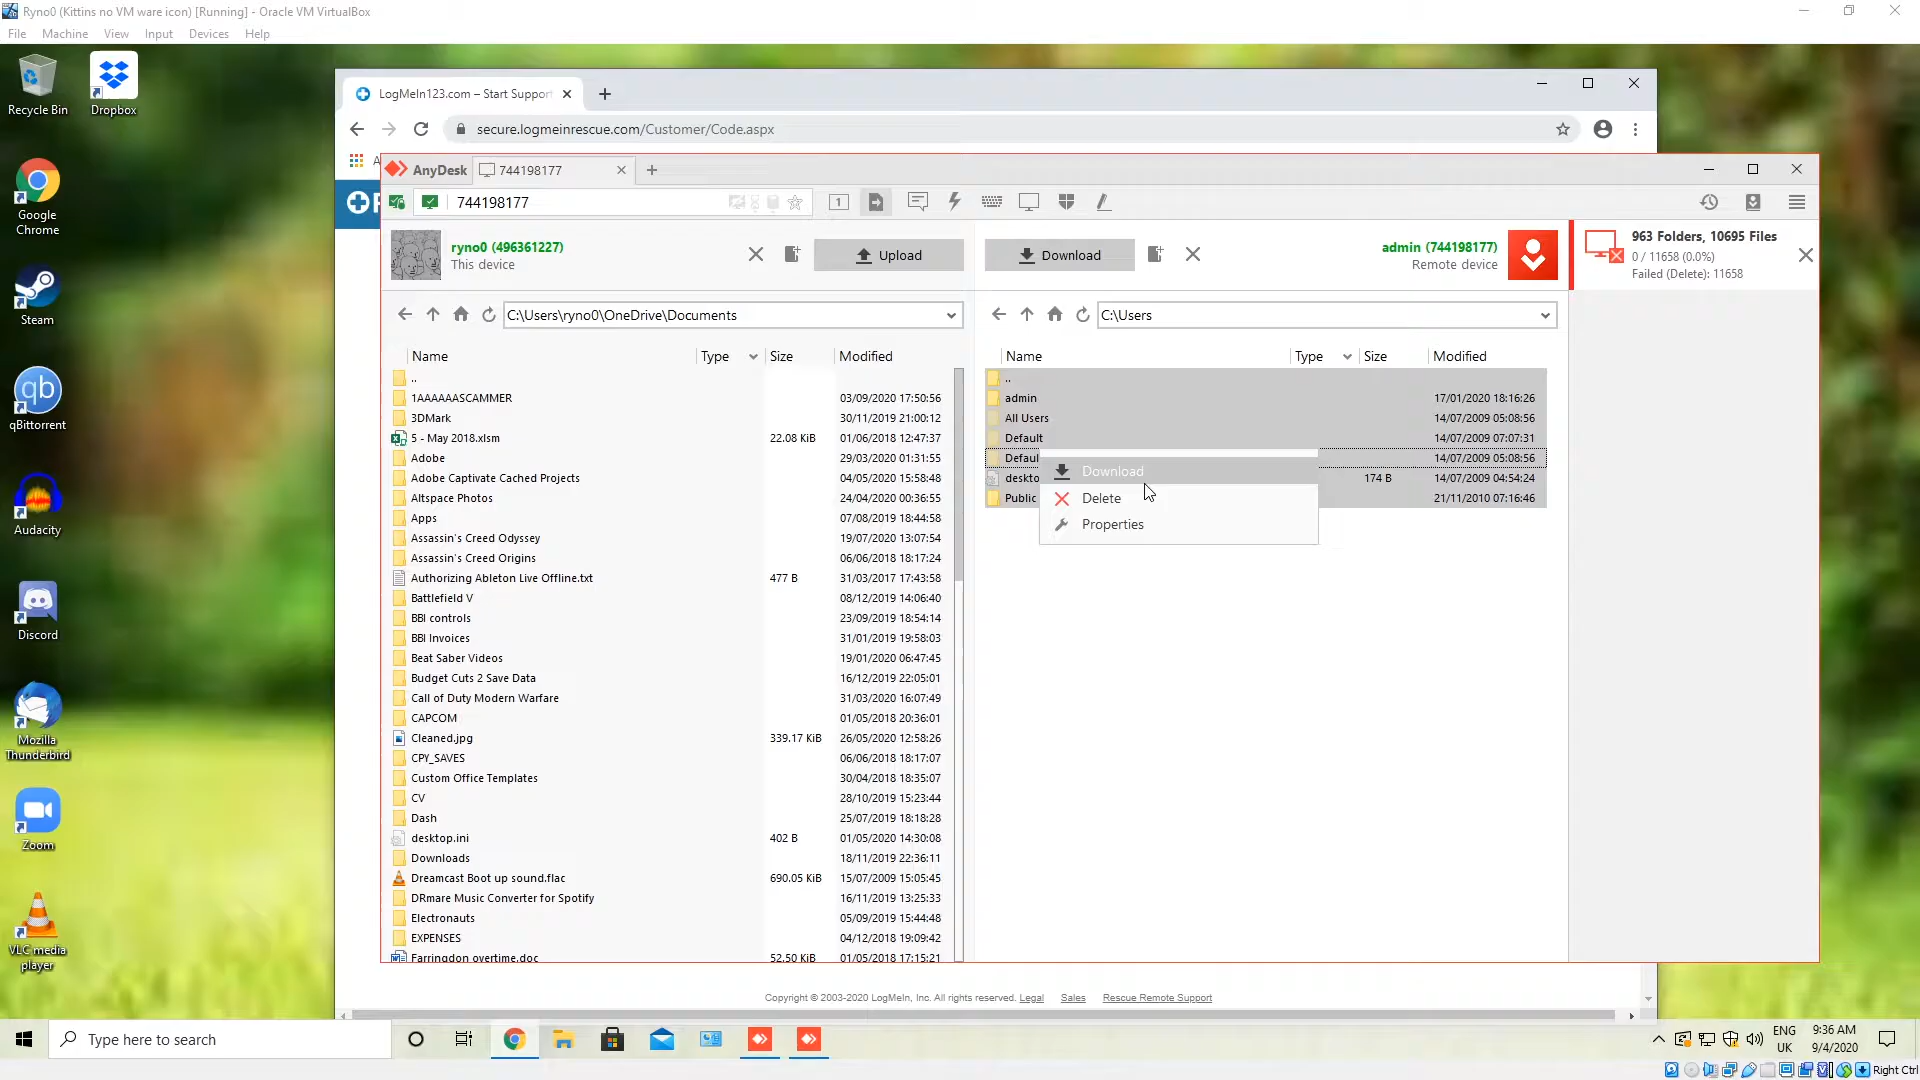 Ryno0 (Kittins no VM ware icon) [Running] - Oracle VM VirtualBox
File Machine View Input Devices Help
Recycle Bin
Dropbox
Google Chrome
Steam
qBittorrent
Audacity
Discord
Mozilla Thunderbird
Zoom
VLC media player
LogMeIn123.com – Start Support
secure.logmeinrescue.com/Customer/Code.aspx
AnyDesk 744198177
744198177
ryno0 (496361227)
This device
Upload
Download
admin (744198177)
Remote device
963 Folders, 10695 Files
0 / 11658 (0.0%)
Failed (Delete): 11658
C:\Users\ryno0\OneDrive\Documents
Name Type Size Modified
..
1AAAAAASCAMMER 03/09/2020 17:50:56
3DMark 30/11/2019 21:00:12
5 - May 2018.xlsm 22.08 KiB 01/06/2018 12:47:37
Adobe 29/03/2020 01:31:55
Adobe Captivate Cached Projects 04/05/2020 15:58:48
Altspace Photos 24/04/2020 00:36:55
Apps 07/08/2019 18:44:58
Assassin's Creed Odyssey 19/07/2020 13:07:54
Assassin's Creed Origins 06/06/2018 18:17:24
Authorizing Ableton Live Offline.txt 477 B 31/03/2017 17:43:58
Battlefield V 08/12/2019 14:06:40
BBI controls 23/09/2019 18:54:14
BBI Invoices 31/01/2019 19:58:03
Beat Saber Videos 19/01/2020 06:47:45
Budget Cuts 2 Save Data 16/12/2019 22:05:01
Call of Duty Modern Warfare 31/03/2020 16:07:49
CAPCOM 01/05/2018 20:36:01
Cleaned.jpg 339.17 KiB 26/05/2020 12:58:26
CPY_SAVES 06/06/2018 18:17:07
Custom Office Templates 30/04/2018 18:35:07
CV 28/10/2019 15:23:44
Dash 25/07/2019 18:18:28
desktop.ini 402 B 01/05/2020 14:30:08
Downloads 18/11/2019 22:36:11
Dreamcast Boot up sound.flac 690.05 KiB 15/07/2009 15:05:45
DRmare Music Converter for Spotify 16/11/2019 13:25:33
Electronauts 05/09/2019 15:44:48
EXPENSES 04/12/2018 19:09:42
Farringdon overtime.doc 52.50 KiB 01/05/2018 17:15:21
C:\Users
Name Type Size Modified
..
admin 17/01/2020 18:16:26
All Users 14/07/2009 05:08:56
Default 14/07/2009 07:07:31
Defaul 14/07/2009 05:08:56
deskto 174 B 14/07/2009 04:54:24
Public 21/11/2010 07:16:46
Download
Delete
Properties
Copyright © 2003-2020 LogMeIn, Inc. All rights reserved. Legal Sales Rescue Remote Support
Type here to search
ENG
UK
9:36 AM
9/4/2020
Right Ctrl